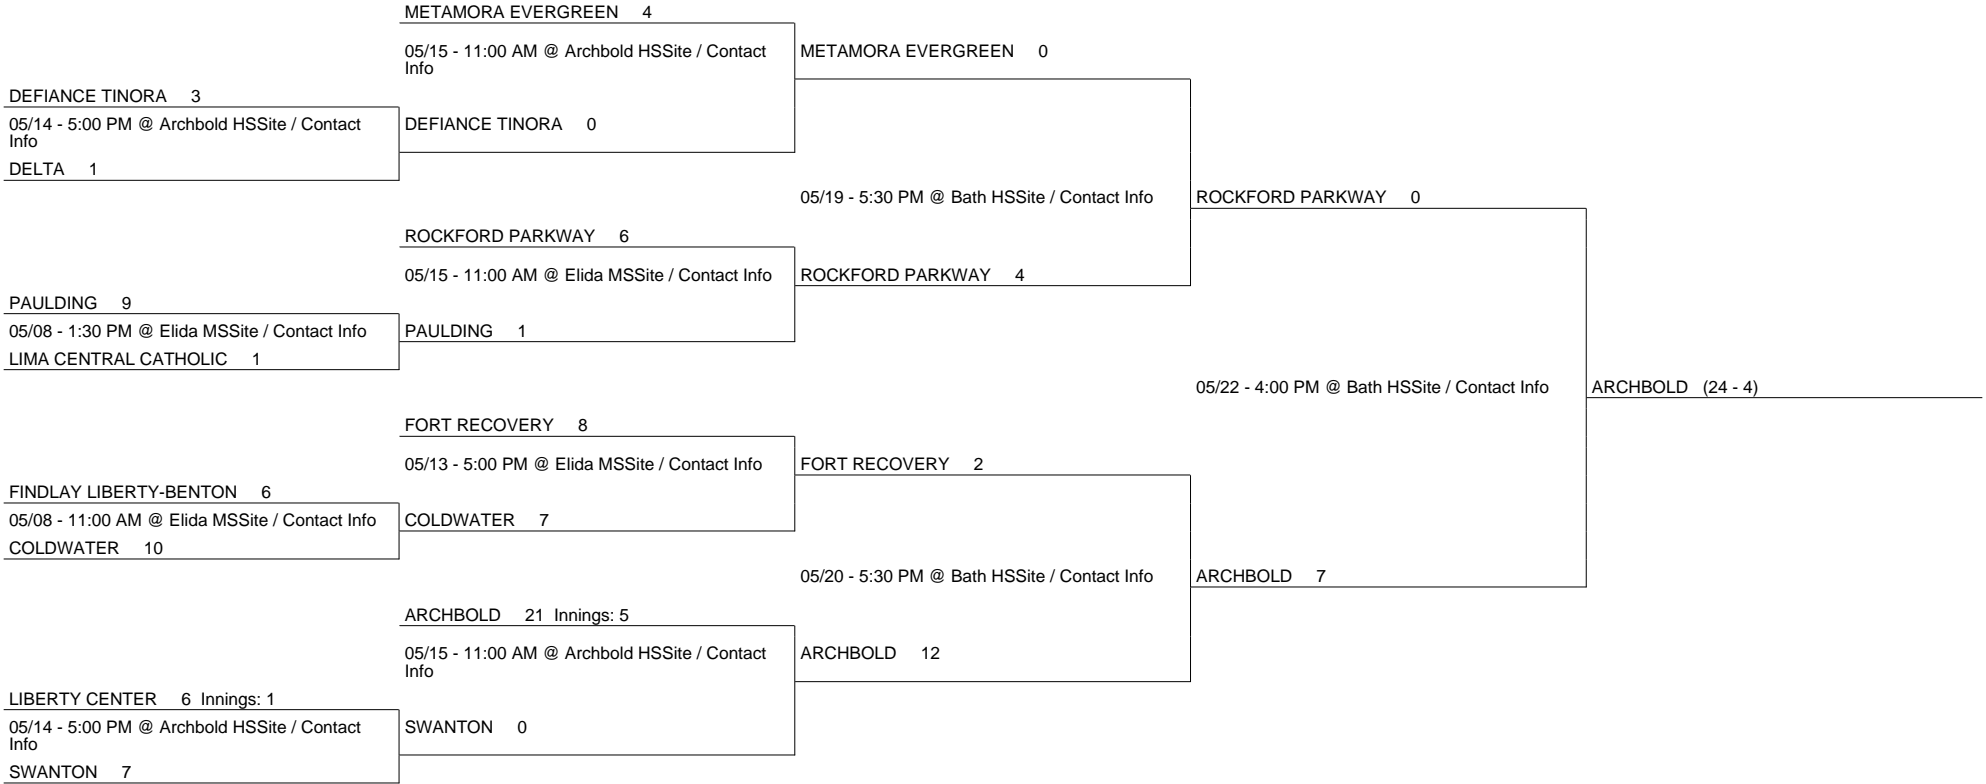 METAMORA EVERGREEN 4
05/15 - 11:00 AM @ Archbold HSSite / Contact
Info
METAMORA EVERGREEN 0
DEFIANCE TINORA 3
05/14 - 5:00 PM @ Archbold HSSite / Contact
Info
DELTA 1
DEFIANCE TINORA 0
05/19 - 5:30 PM @ Bath HSSite / Contact Info
ROCKFORD PARKWAY 0
ROCKFORD PARKWAY 6
05/15 - 11:00 AM @ Elida MSSite / Contact Info
ROCKFORD PARKWAY 4
PAULDING 9
05/08 - 1:30 PM @ Elida MSSite / Contact Info
LIMA CENTRAL CATHOLIC 1
PAULDING 1
05/22 - 4:00 PM @ Bath HSSite / Contact Info
ARCHBOLD (24 - 4)
FORT RECOVERY 8
05/13 - 5:00 PM @ Elida MSSite / Contact Info
FORT RECOVERY 2
FINDLAY LIBERTY-BENTON 6
05/08 - 11:00 AM @ Elida MSSite / Contact Info
COLDWATER 10
COLDWATER 7
05/20 - 5:30 PM @ Bath HSSite / Contact Info
ARCHBOLD 7
ARCHBOLD 21 Innings: 5
05/15 - 11:00 AM @ Archbold HSSite / Contact
Info
ARCHBOLD 12
LIBERTY CENTER 6 Innings: 1
05/14 - 5:00 PM @ Archbold HSSite / Contact
Info
SWANTON 7
SWANTON 0